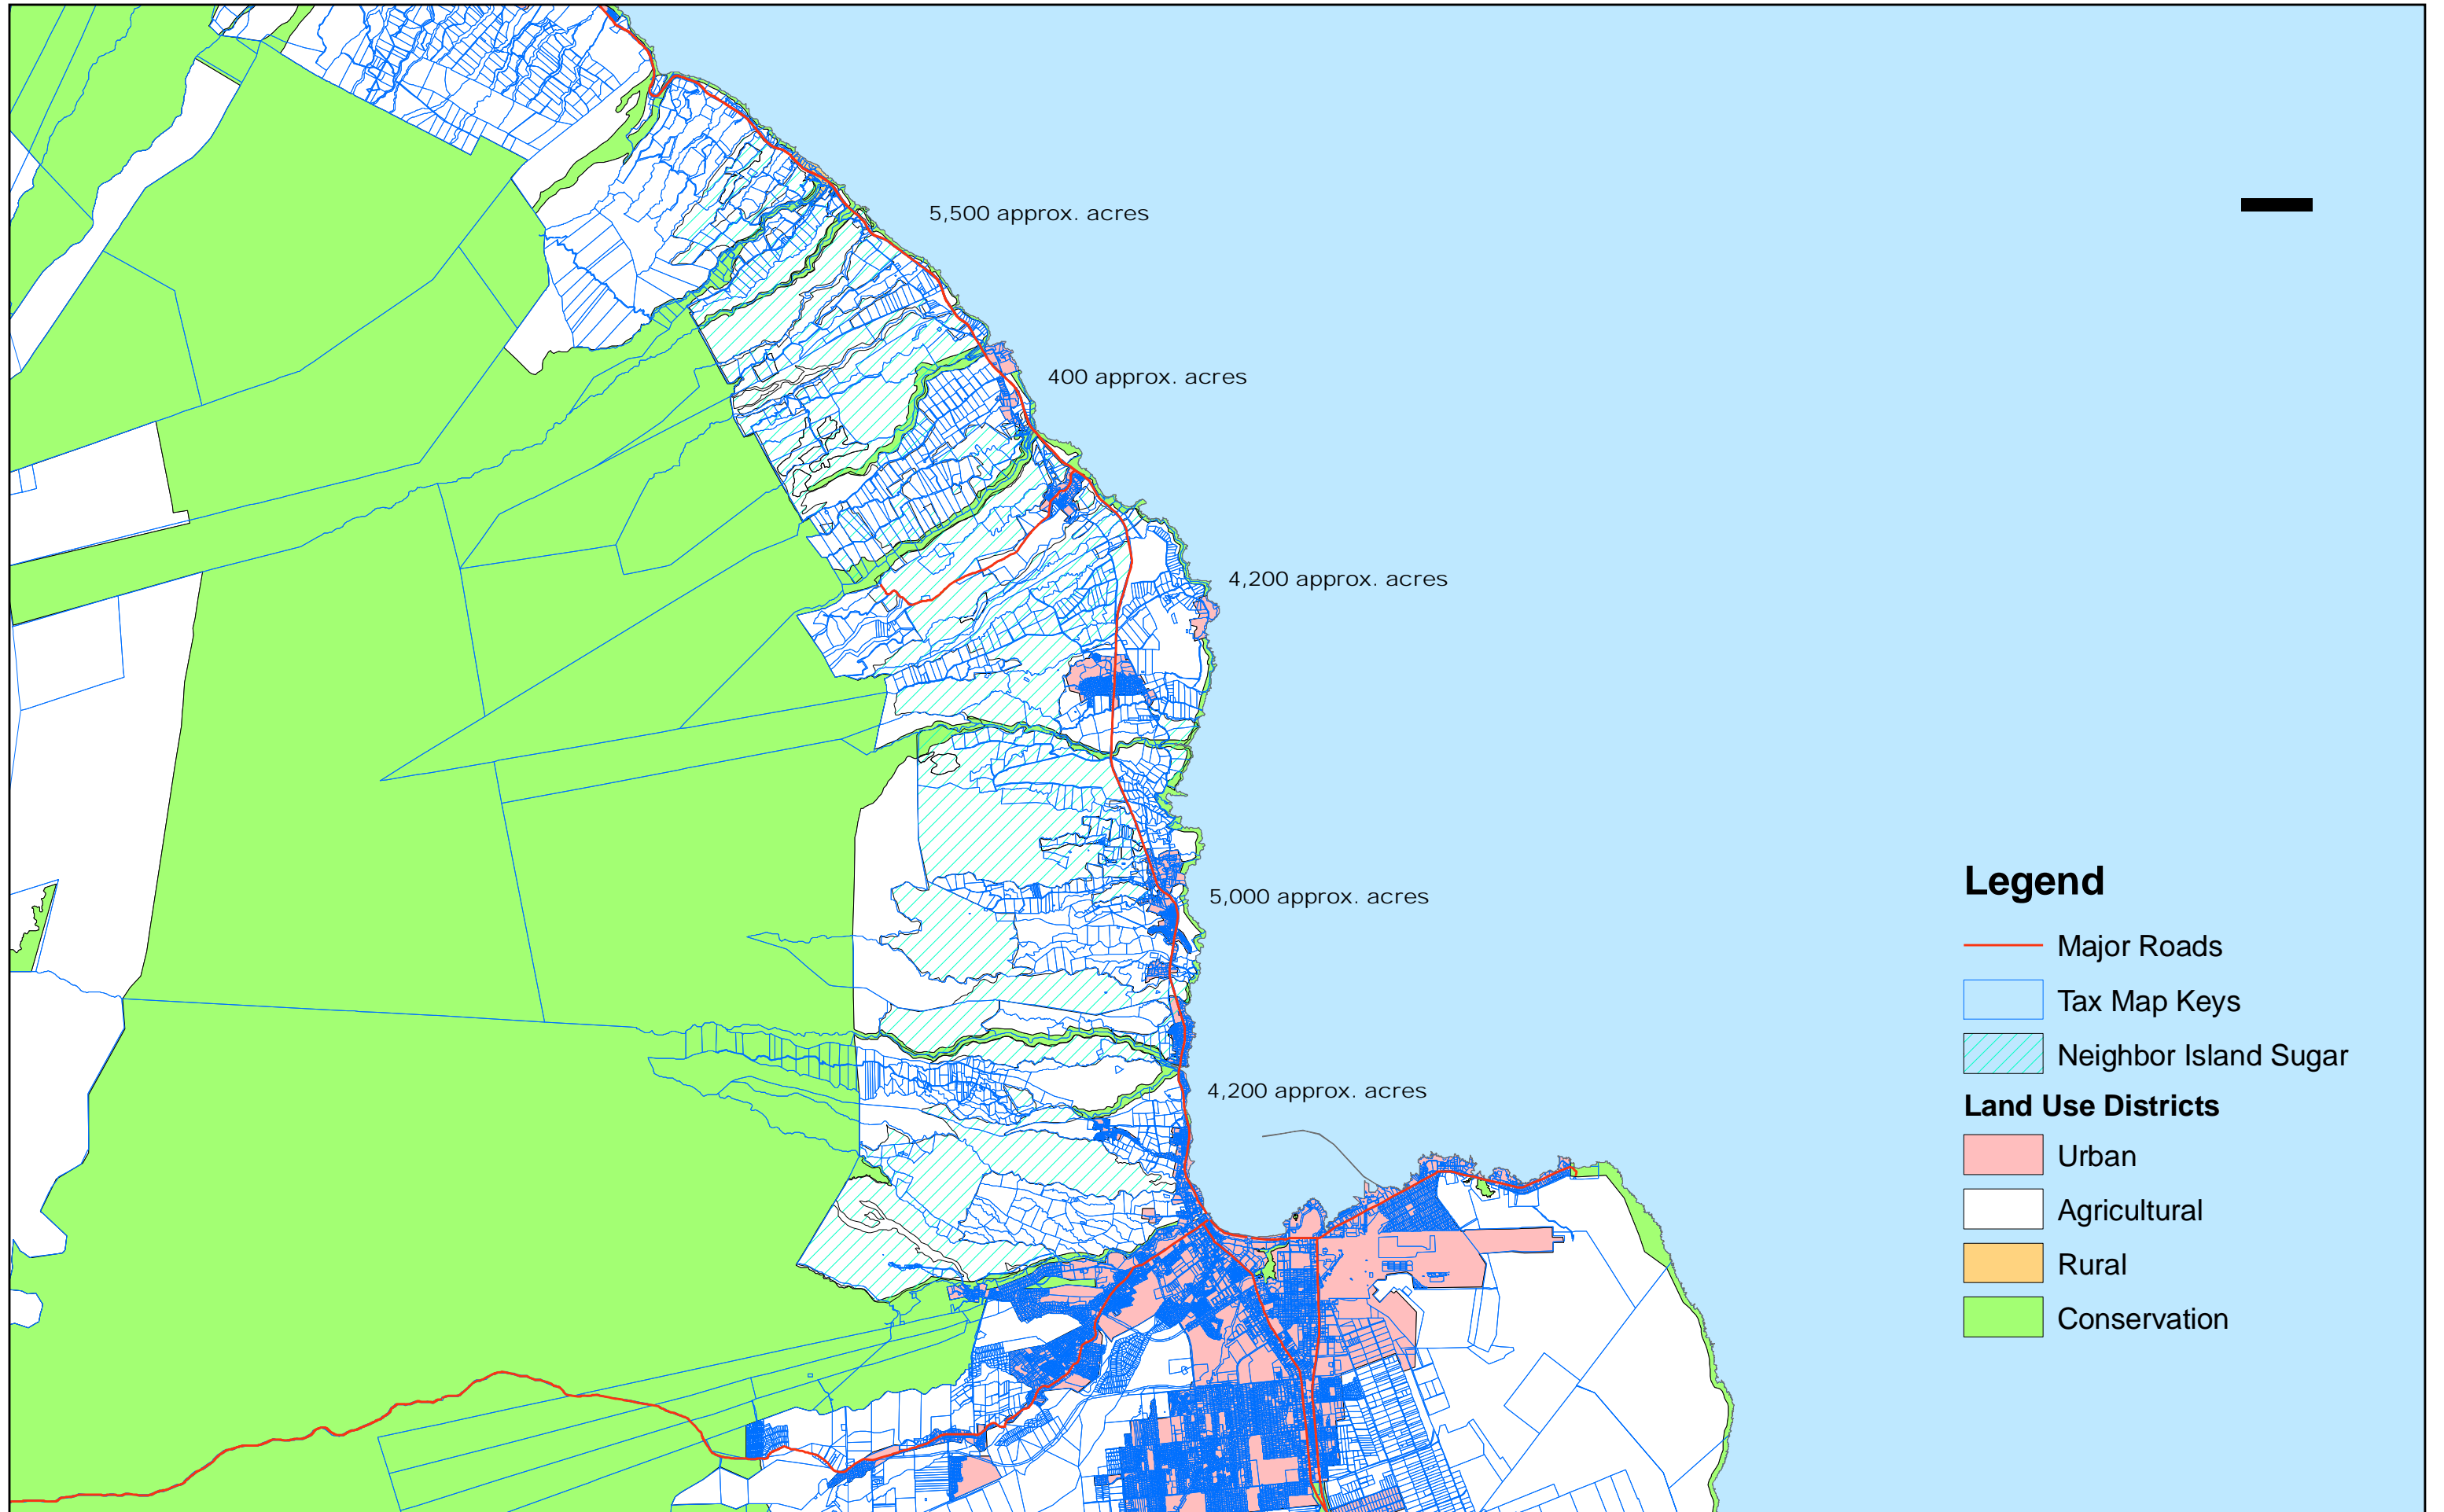 5,500 approx. acres
400 approx. acres
4,200 approx. acres
5,000 approx. acres
4,200 approx. acres
Legend
Major Roads
Tax Map Keys
Neighbor Island Sugar
Land Use Districts
Urban
Agricultural
Rural
Conservation